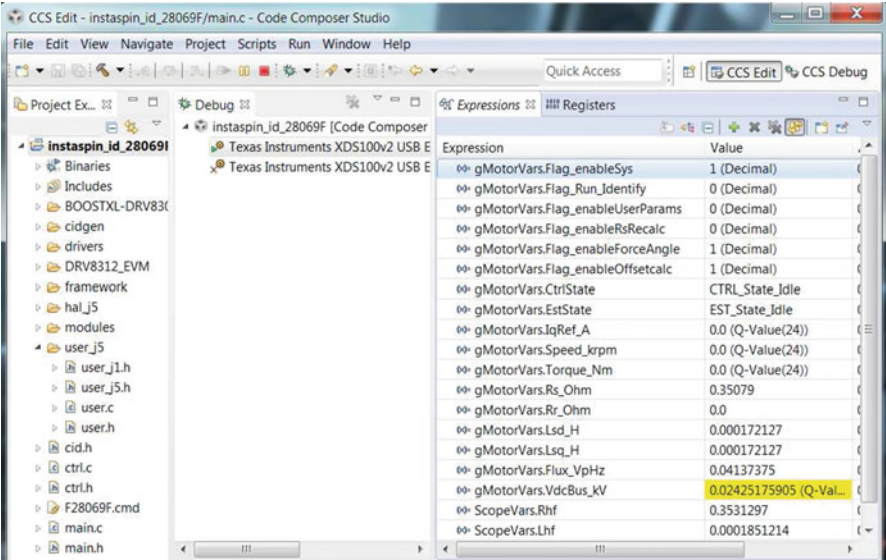 CCS Edit - instaspin_id_28069F/main.c - Code Composer Studio
File Edit View Navigate Project Scripts Run Window Help
Quick Access
CCS Edit
CCS Debug
Project Ex...
Debug
Expressions
Registers
instaspin_id_28069F
Binaries
Includes
BOOSTXL-DRV830
cidgen
drivers
DRV8312_EVM
framework
hal_j5
modules
user_j5
user_j1.h
user_j5.h
user.c
user.h
cid.h
ctrl.c
ctrl.h
F28069F.cmd
main.c
main.h
instaspin_id_28069F [Code Composer
Texas Instruments XDS100v2 USB E
Texas Instruments XDS100v2 USB E
Expression Value
gMotorVars.Flag_enableSys 1 (Decimal)
gMotorVars.Flag_Run_Identify 0 (Decimal)
gMotorVars.Flag_enableUserParams 0 (Decimal)
gMotorVars.Flag_enableRsRecalc 0 (Decimal)
gMotorVars.Flag_enableForceAngle 1 (Decimal)
gMotorVars.Flag_enableOffsetcalc 1 (Decimal)
gMotorVars.CtrlState CTRL_State_Idle
gMotorVars.EstState EST_State_Idle
gMotorVars.IqRef_A 0.0 (Q-Value(24))
gMotorVars.Speed_krpm 0.0 (Q-Value(24))
gMotorVars.Torque_Nm 0.0 (Q-Value(24))
gMotorVars.Rs_Ohm 0.35079
gMotorVars.Rr_Ohm 0.0
gMotorVars.Lsd_H 0.000172127
gMotorVars.Lsq_H 0.000172127
gMotorVars.Flux_VpHz 0.04137375
gMotorVars.VdcBus_kV 0.02425175905 (Q-Val...
ScopeVars.Rhf 0.3531297
ScopeVars.Lhf 0.0001851214